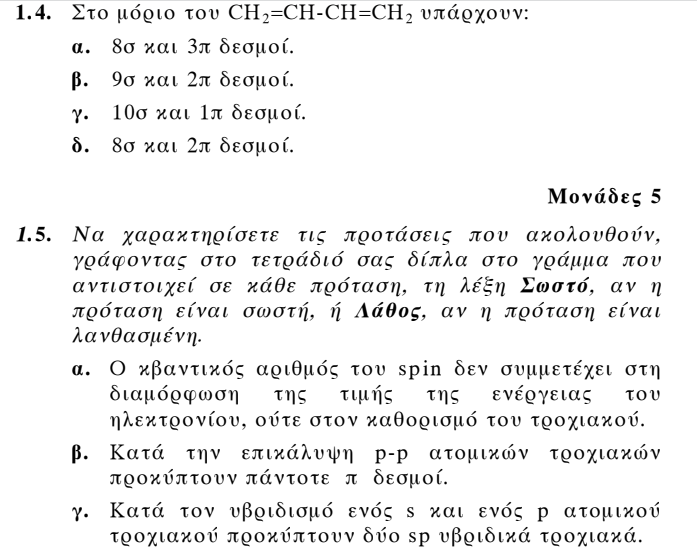 1.4. Στο μόριο του CH₂=CH-CH=CH₂ υπάρχουν:
α. 8σ και 3π δεσμοί.
β. 9σ και 2π δεσμοί.
γ. 10σ και 1π δεσμοί.
δ. 8σ και 2π δεσμοί.
Μονάδες 5
1.5. Να χαρακτηρίσετε τις προτάσεις που ακολουθούν,
γράφοντας στο τετράδιό σας δίπλα στο γράμμα που
αντιστοιχεί σε κάθε πρόταση, τη λέξη Σωστό, αν η
πρόταση είναι σωστή, ή Λάθος, αν η πρόταση είναι
λανθασμένη.
α. Ο κβαντικός αριθμός του spin δεν συμμετέχει στη
διαμόρφωση της τιμής της ενέργειας του
ηλεκτρονίου, ούτε στον καθορισμό του τροχιακού.
β. Κατά την επικάλυψη p-p ατομικών τροχιακών
προκύπτουν πάντοτε π δεσμοί.
γ. Κατά τον υβριδισμό ενός s και ενός p ατομικού
τροχιακού προκύπτουν δύο sp υβριδικά τροχιακά.